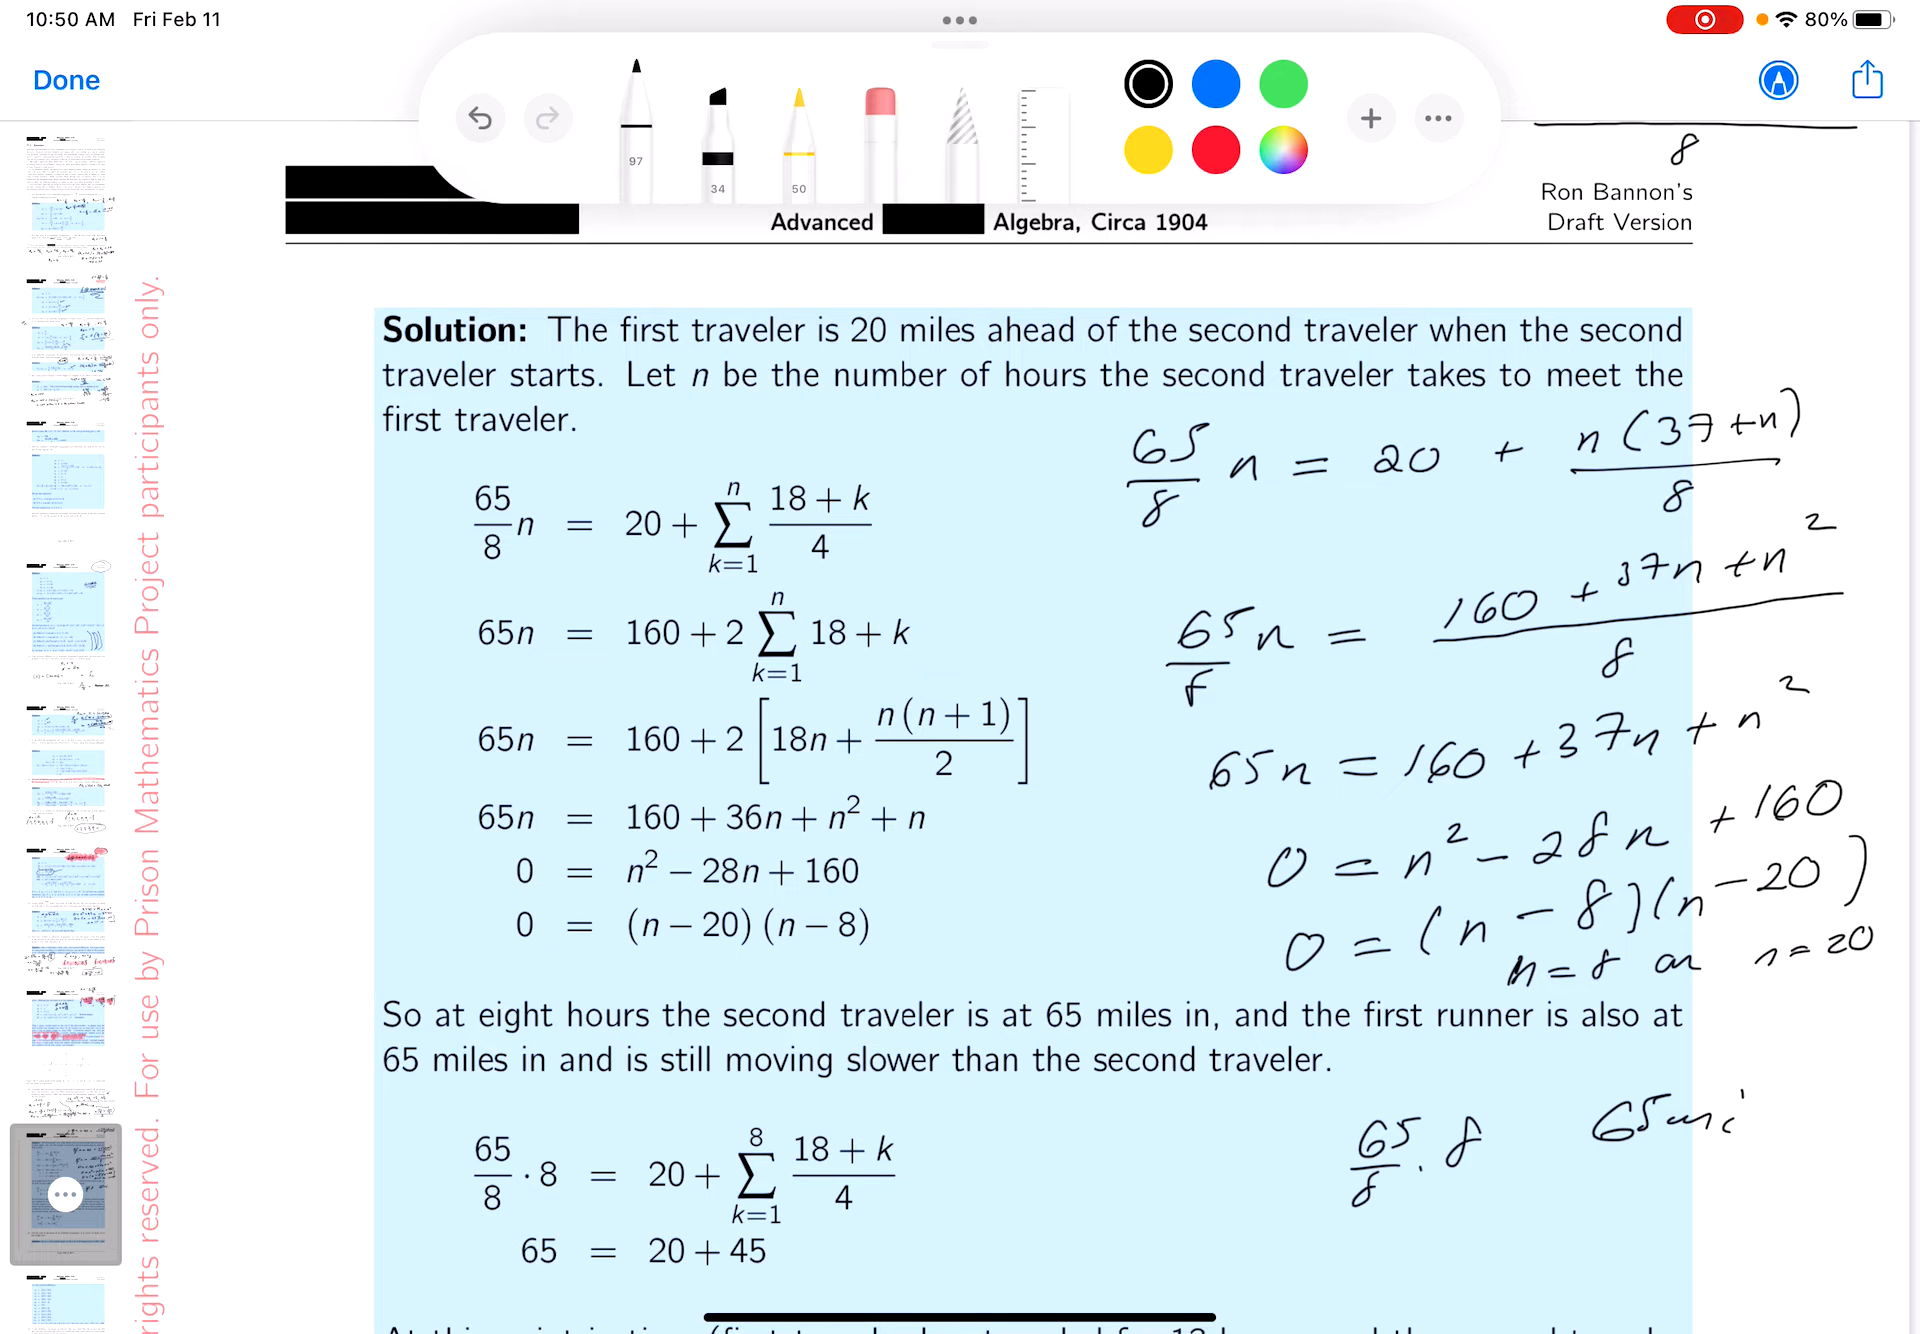 10:50 AM Fri Feb 11
80%
Done
97
34
50
8
Ron Bannon's
Advanced Algebra, Circa 1904
Draft Version
rights reserved. For use by Prison Mathematics Project participants only.
Solution: The first traveler is 20 miles ahead of the second traveler when the second
traveler starts. Let n be the number of hours the second traveler takes to meet the
first traveler.
65/8 n = 20 + ∑_{k=1}^{n} (18 + k)/4
65n = 160 + 2 ∑_{k=1}^{n} 18 + k
65n = 160 + 2 [18n + n(n + 1)/2]
65n = 160 + 36n + n² + n
0 = n² − 28n + 160
0 = (n − 20) (n − 8)
65/8 n = 20 + n(37+n)/8
65/8 n = (160 + 37n + n²)/8
65n = 160 + 37n + n²
0 = n² − 28n + 160
0 = (n − 8)(n − 20)
n = 8 or n = 20
So at eight hours the second traveler is at 65 miles in, and the first runner is also at
65 miles in and is still moving slower than the second traveler.
65/8 · 8 = 20 + ∑_{k=1}^{8} (18 + k)/4
65 = 20 + 45
65/8 · 8 65 mi